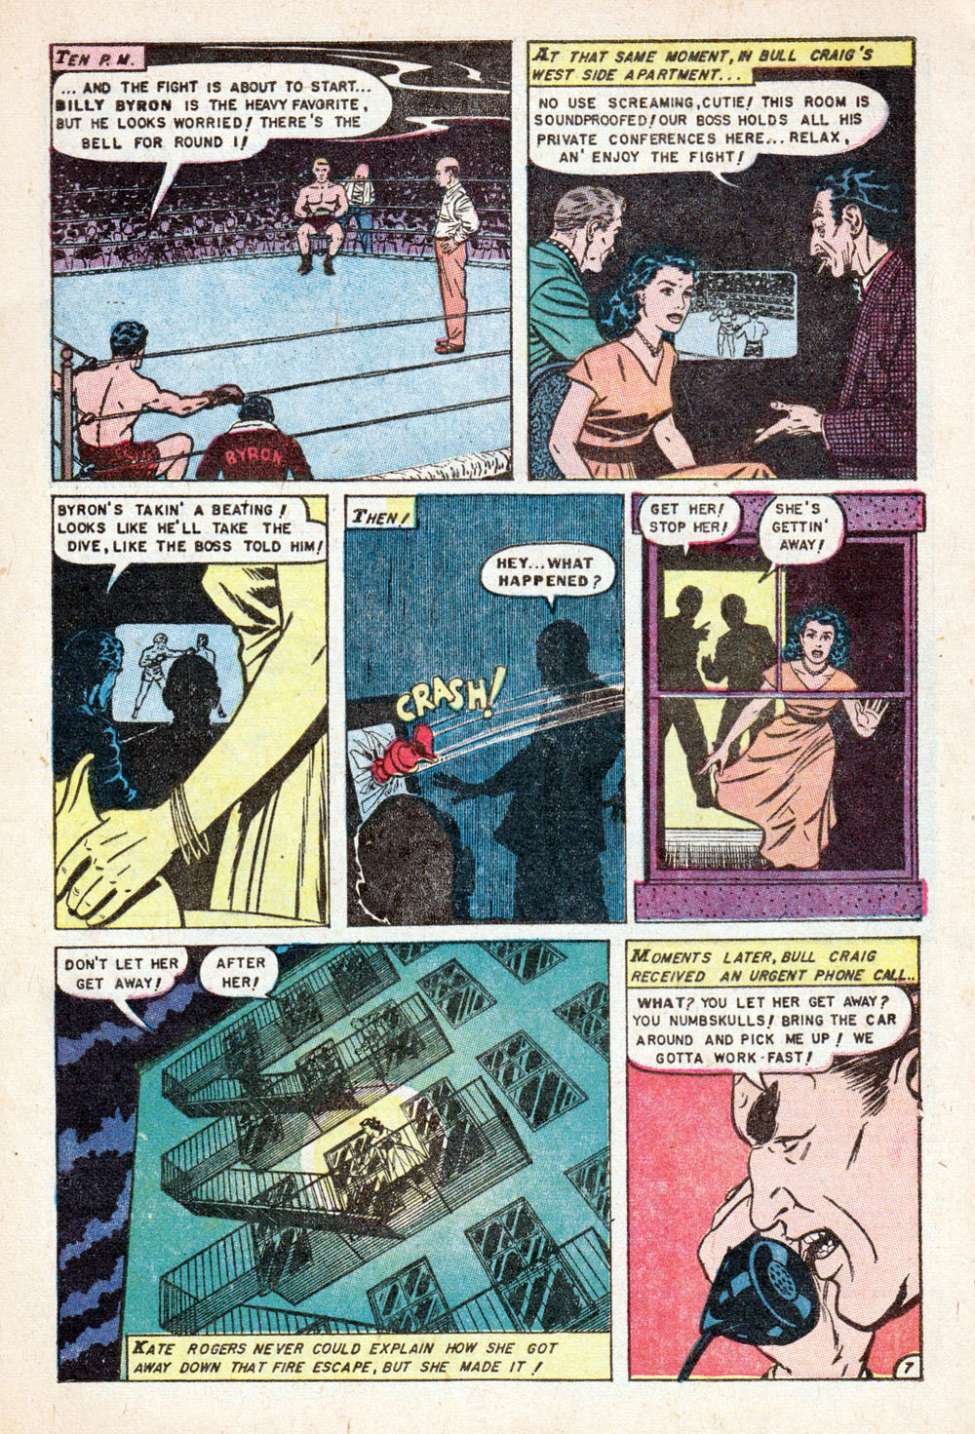 TEN P.M.
... AND THE FIGHT IS ABOUT TO START...
BILLY BYRON IS THE HEAVY FAVORITE,
BUT HE LOOKS WORRIED! THERE'S THE
BELL FOR ROUND 1!
BYRON
AT THAT SAME MOMENT, IN BULL CRAIG'S
WEST SIDE APARTMENT...
NO USE SCREAMING, CUTIE! THIS ROOM IS
SOUNDPROOFED! OUR BOSS HOLDS ALL HIS
PRIVATE CONFERENCES HERE... RELAX,
AN' ENJOY THE FIGHT!
BYRON'S TAKIN' A BEATING!
LOOKS LIKE HE'LL TAKE THE
DIVE, LIKE THE BOSS TOLD HIM!
THEN!
HEY...WHAT
HAPPENED?
CRASH!
GET HER!
STOP HER!
SHE'S
GETTIN'
AWAY!
DON'T LET HER
GET AWAY!
AFTER
HER!
KATE ROGERS NEVER COULD EXPLAIN HOW SHE GOT
AWAY DOWN THAT FIRE ESCAPE, BUT SHE MADE IT!
MOMENTS LATER, BULL CRAIG
RECEIVED AN URGENT PHONE CALL..
WHAT? YOU LET HER GET AWAY?
YOU NUMBSKULLS! BRING THE CAR
AROUND AND PICK ME UP! WE
GOTTA WORK-FAST!
7